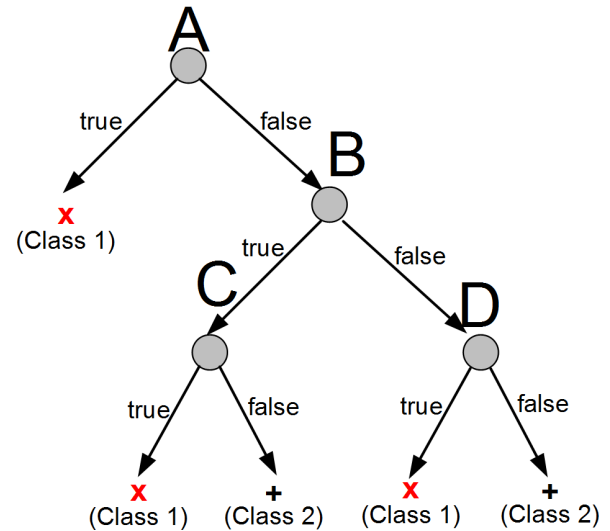 A
true
false
B
x
(Class 1)
true
false
C
D
true
false
true
false
x
+
x
+
(Class 1)
(Class 2)
(Class 1)
(Class 2)